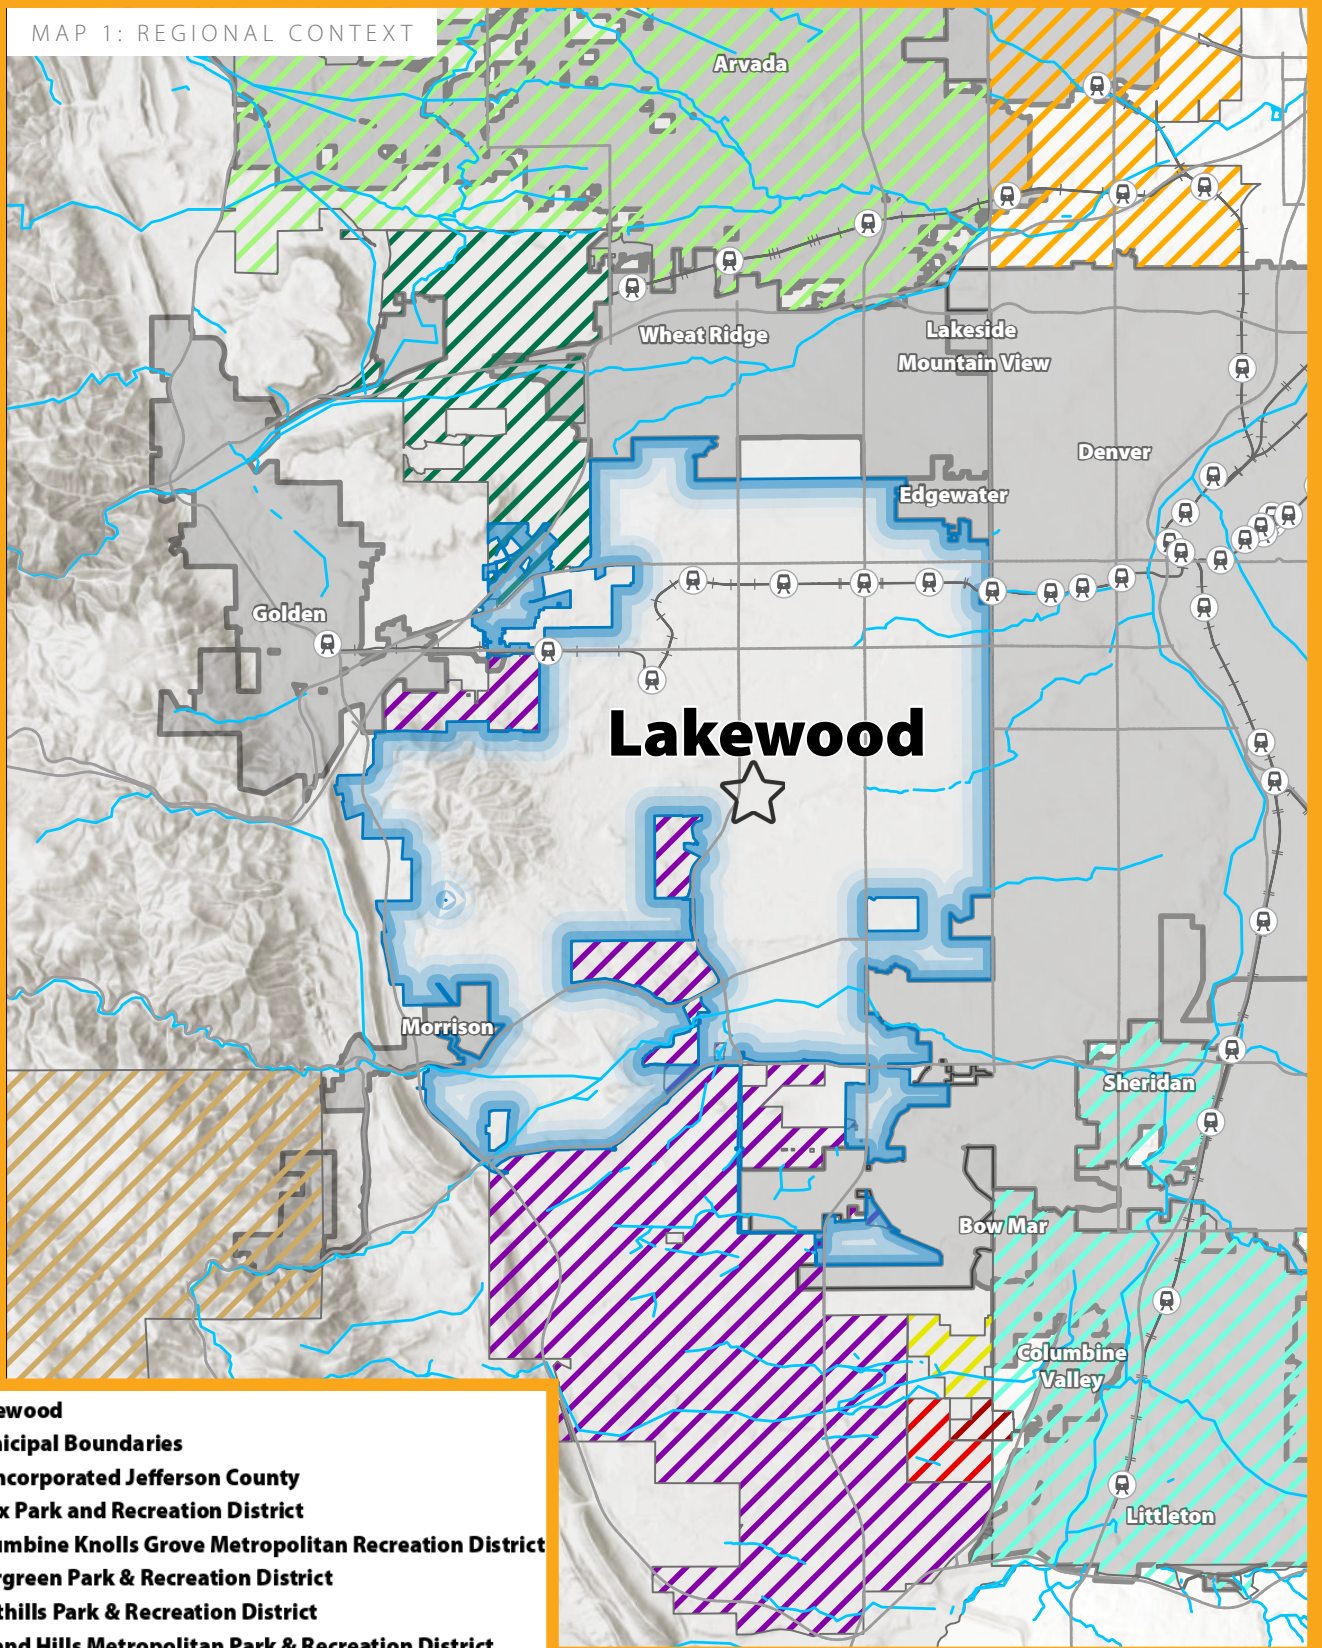 MAP 1: REGIONAL CONTEXT
Arvada
Wheat Ridge
Lakeside
Mountain View
Denver
Edgewater
Golden
Lakewood
Morrison
Sheridan
Bow Mar
Columbine
Valley
Littleton
ewood
icipal Boundaries
ncorporated Jefferson County
x Park and Recreation District
umbine Knolls Grove Metropolitan Recreation District
rgreen Park & Recreation District
thills Park & Recreation District
end Hills Metropolitan Park & Recreation District